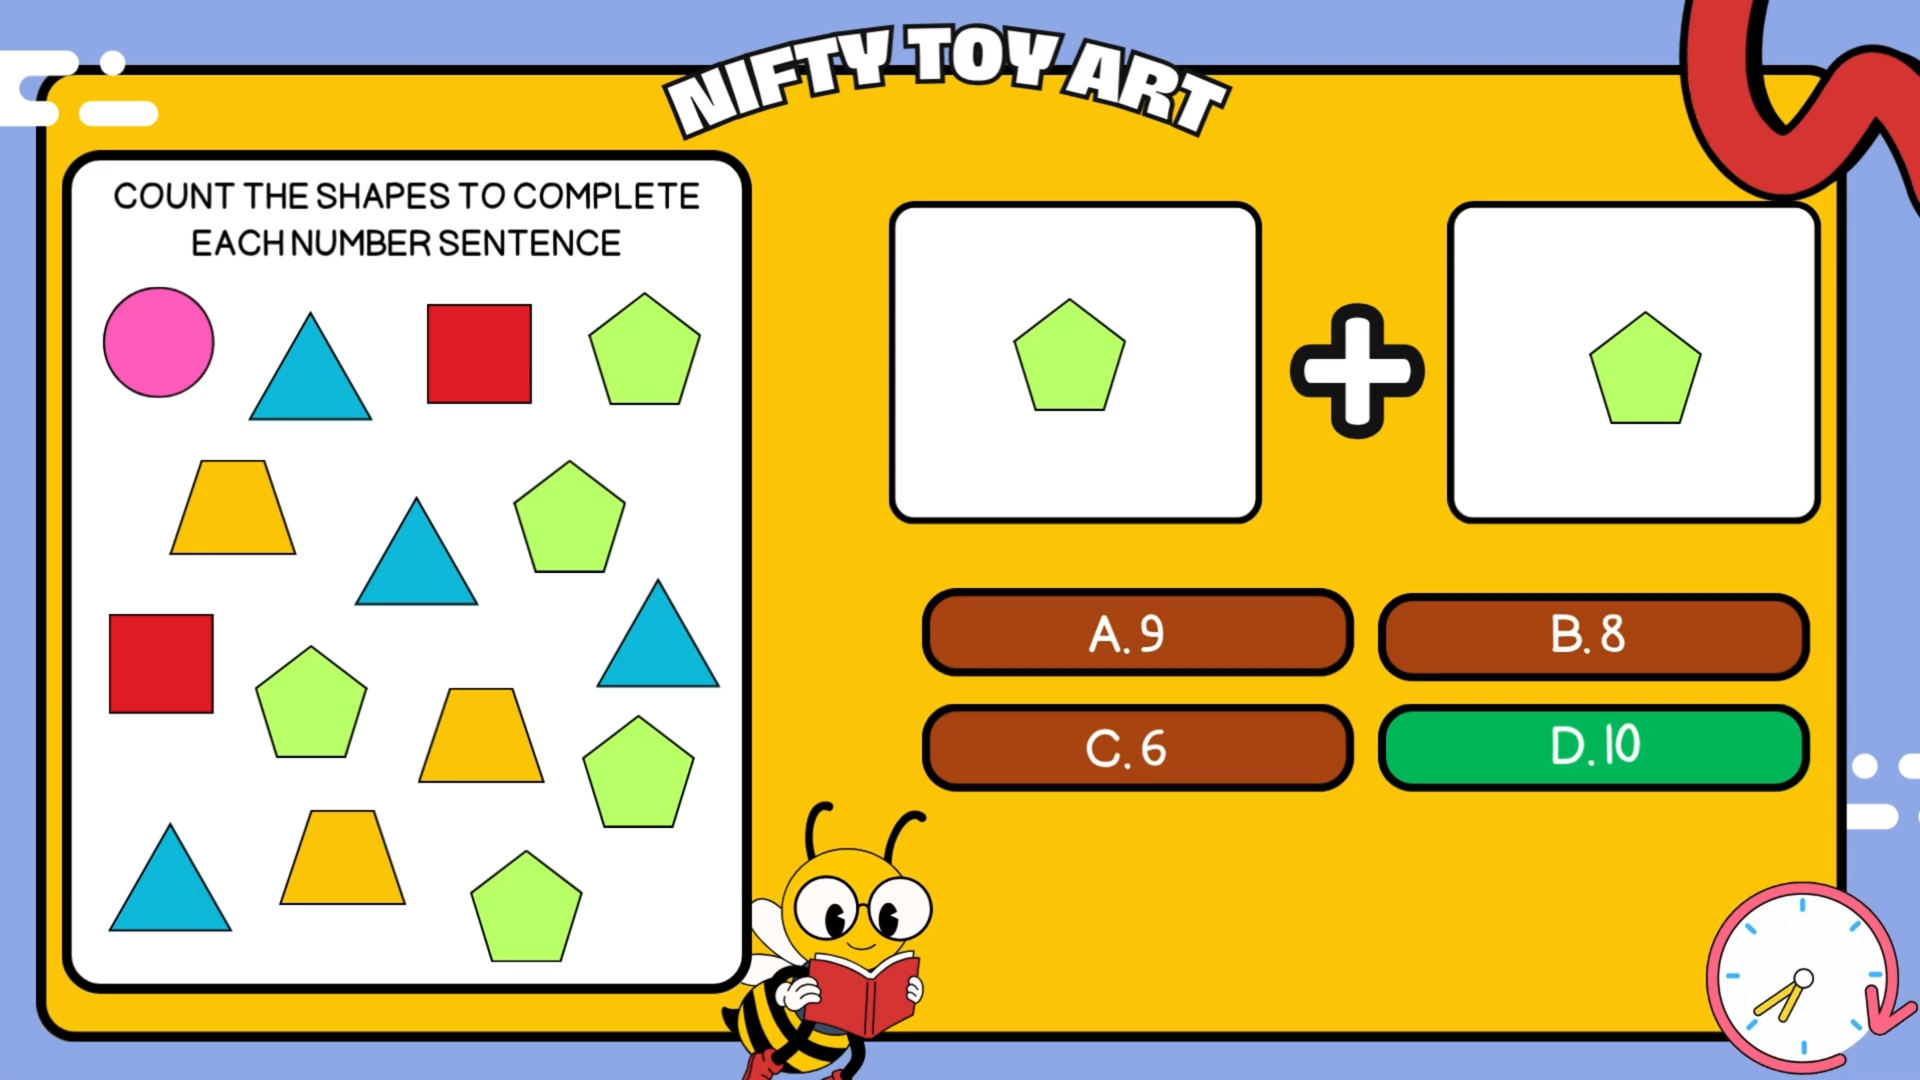 NIFTY TOY ART
COUNT THE SHAPES TO COMPLETE
EACH NUMBER SENTENCE
A. 9
B. 8
C. 6
D. 10